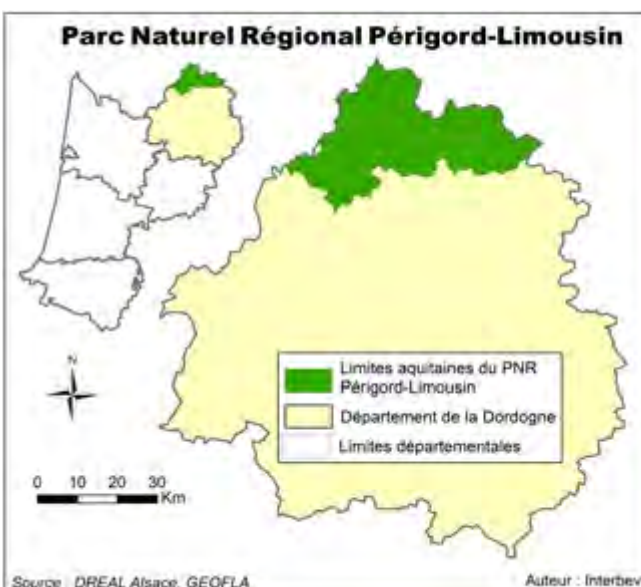 Parc Naturel Régional Périgord-Limousin
Limites aquitaines du PNR
Périgord-Limousin
Département de la Dordogne
Limites départementales
N
0 10 20 30
Km
Source : DREAL Alsace, GEOFLA
Auteur : Interbev